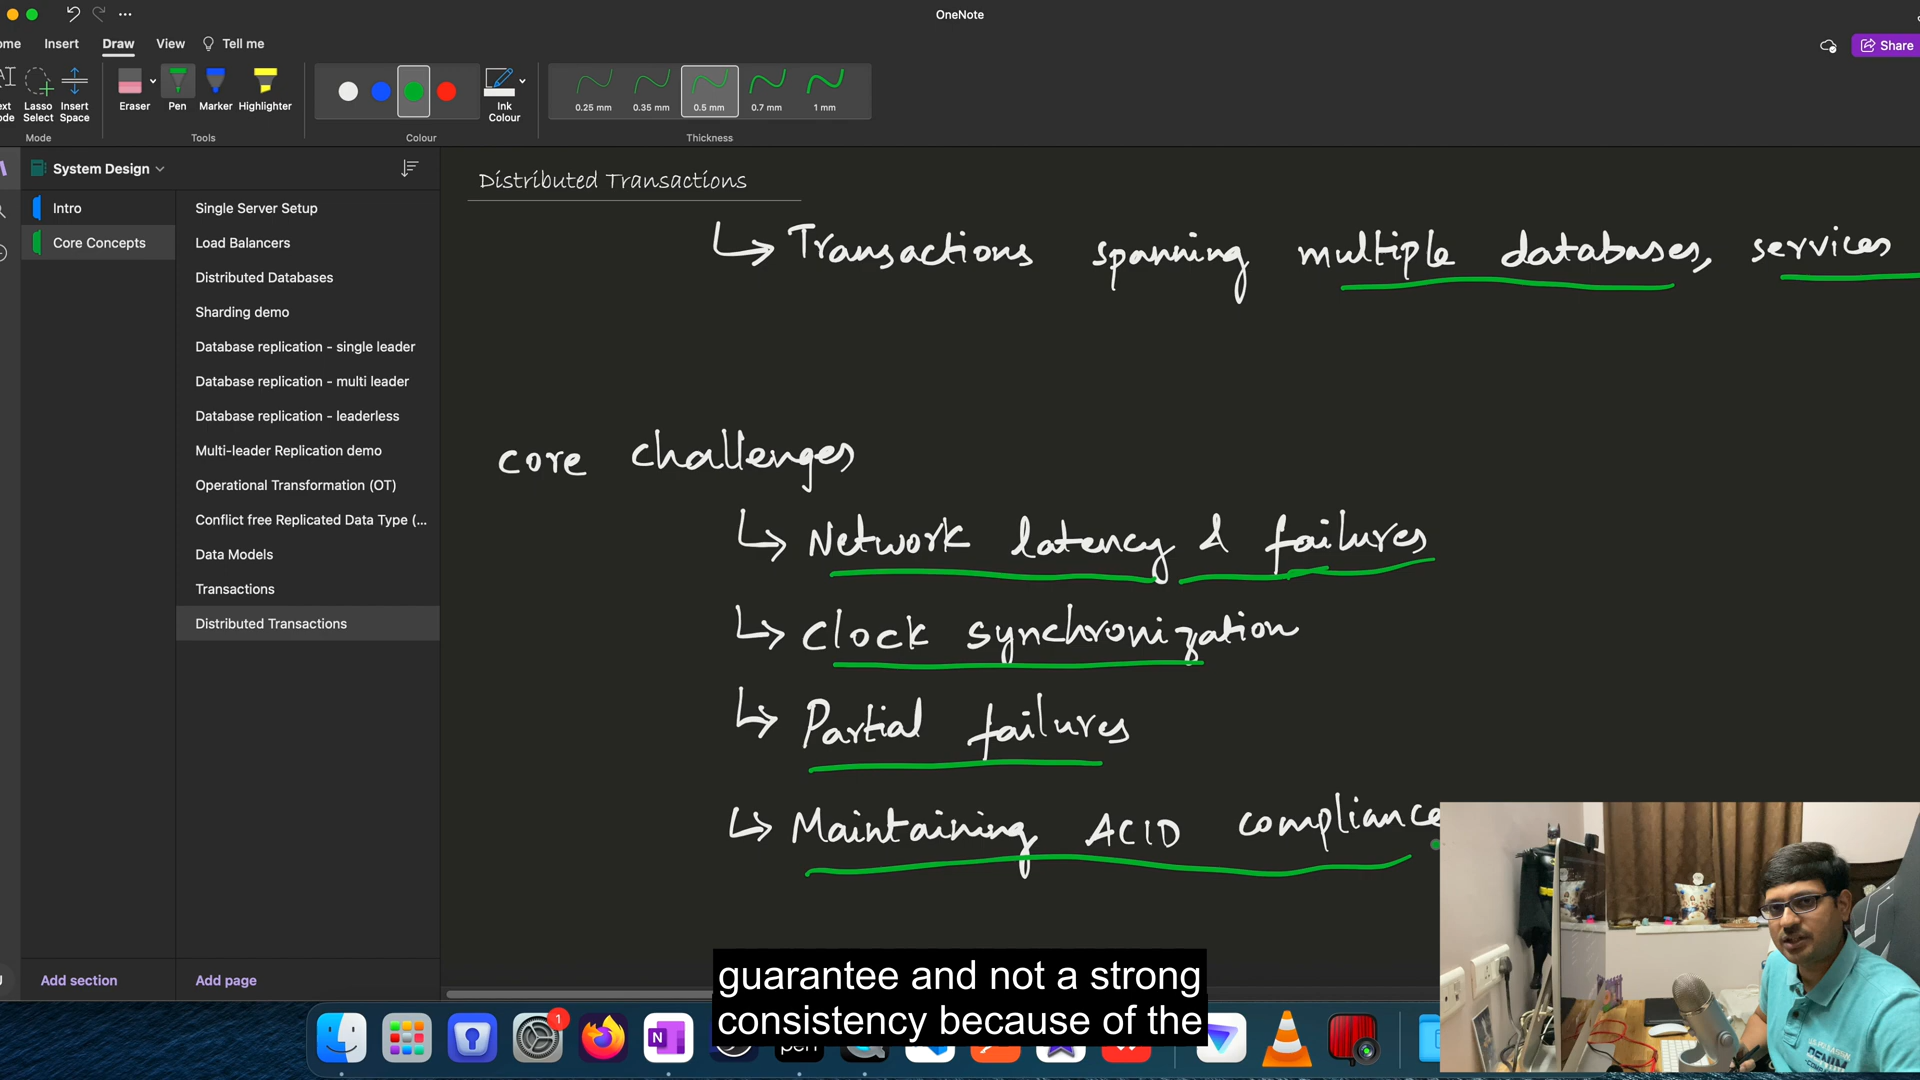 OneNote
ome Insert Draw View Tell me
Share
Eraser Pen Marker Highlighter
Lasso Select
Insert Space
Ink Colour
0.25 mm 0.35 mm 0.5 mm 0.7 mm 1 mm
Mode Tools Colour Thickness
System Design
Intro
Core Concepts
Single Server Setup
Load Balancers
Distributed Databases
Sharding demo
Database replication - single leader
Database replication - multi leader
Database replication - leaderless
Multi-leader Replication demo
Operational Transformation (OT)
Conflict free Replicated Data Type (...
Data Models
Transactions
Distributed Transactions
Add section
Add page
Distributed Transactions
Transactions spanning multiple databases, services
core challenges
Network latency & failures
Clock synchronization
Partial failures
Maintaining ACID compliance
guarantee and not a strong
consistency because of the
1
N
pen